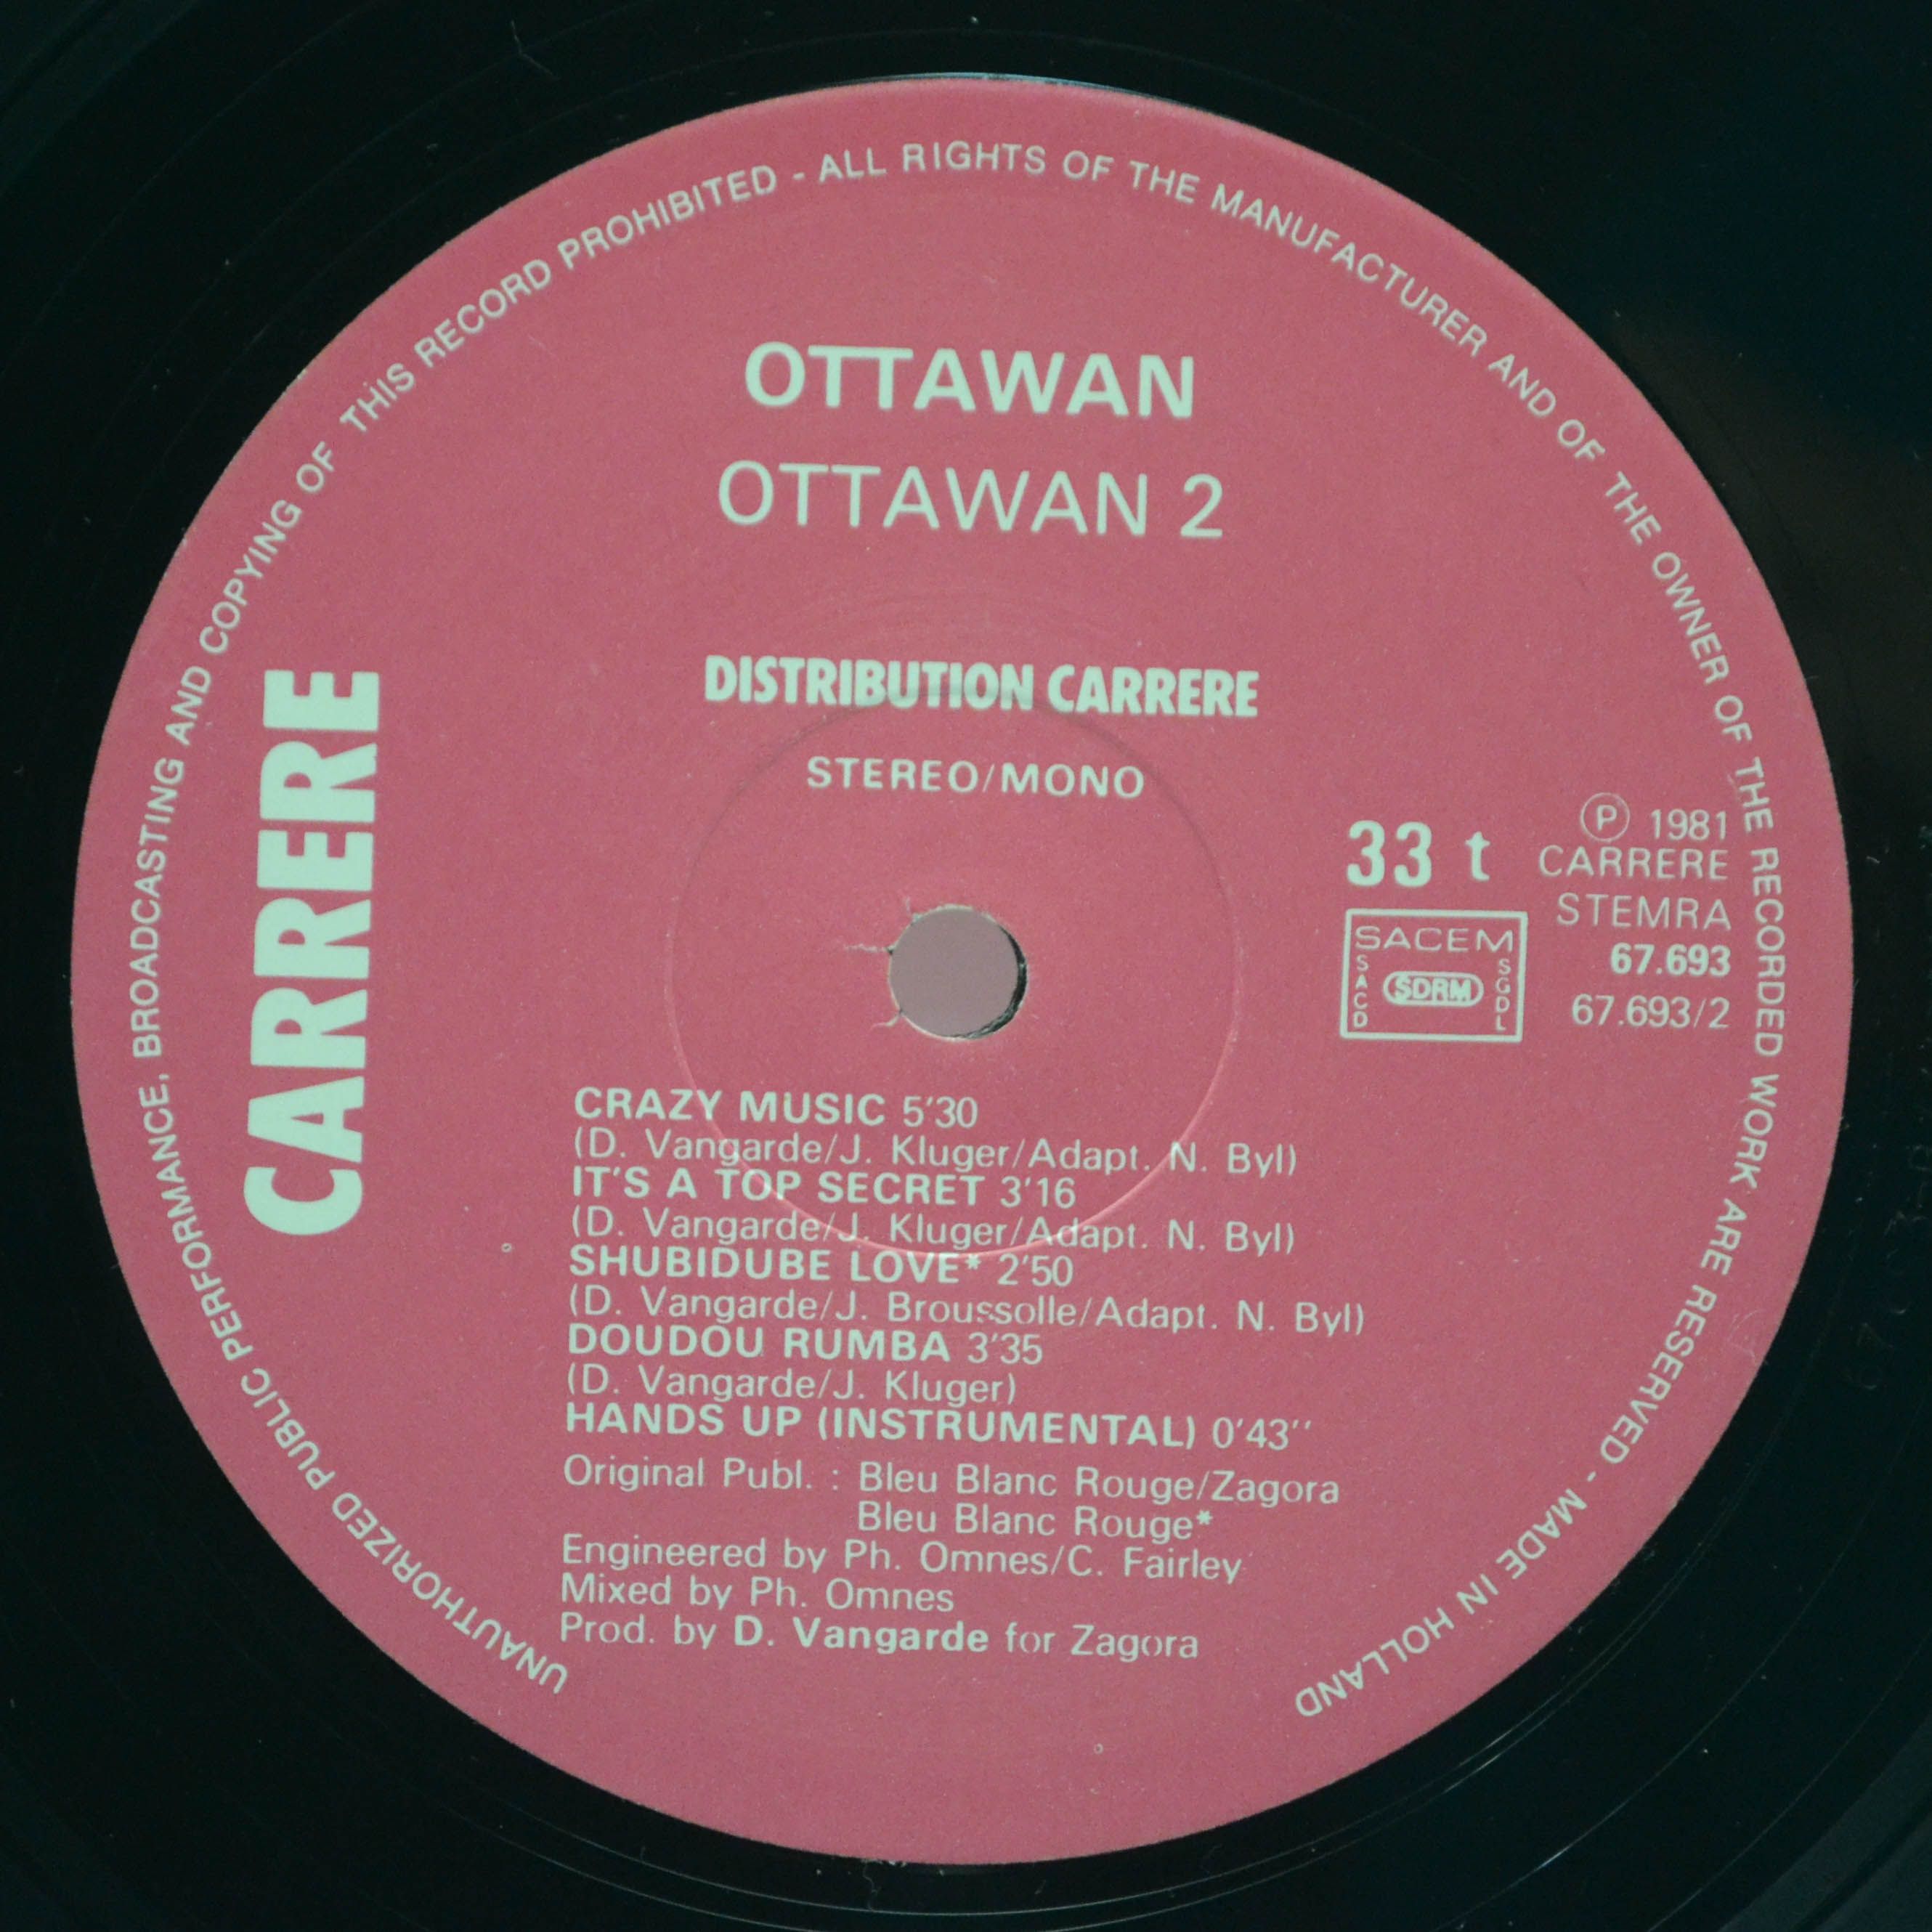 UNAUTHORIZED PUBLIC PERFORMANCE, BROADCASTING AND COPYING OF THIS RECORD PROHIBITED - ALL RIGHTS OF THE MANUFACTURER AND OF THE OWNER OF THE RECORDED WORK ARE RESERVED - MADE IN HOLLAND
OTTAWAN
OTTAWAN 2
DISTRIBUTION CARRERE
STEREO/MONO
CARRERE
33 t
Ⓟ 1981
CARRERE
STEMRA
67.693
67.693/2
SACEM
SACD
SDRM
SGDL
CRAZY MUSIC 5'30
(D. Vangarde/J. Kluger/Adapt. N. Byl)
IT'S A TOP SECRET 3'16
(D. Vangarde/J. Kluger/Adapt. N. Byl)
SHUBIDUBE LOVE* 2'50
(D. Vangarde/J. Broussolle/Adapt. N. Byl)
DOUDOU RUMBA 3'35
(D. Vangarde/J. Kluger)
HANDS UP (INSTRUMENTAL) 0'43''
Original Publ. : Bleu Blanc Rouge/Zagora
Bleu Blanc Rouge*
Engineered by Ph. Omnes/C. Fairley
Mixed by Ph. Omnes
Prod. by D. Vangarde for Zagora